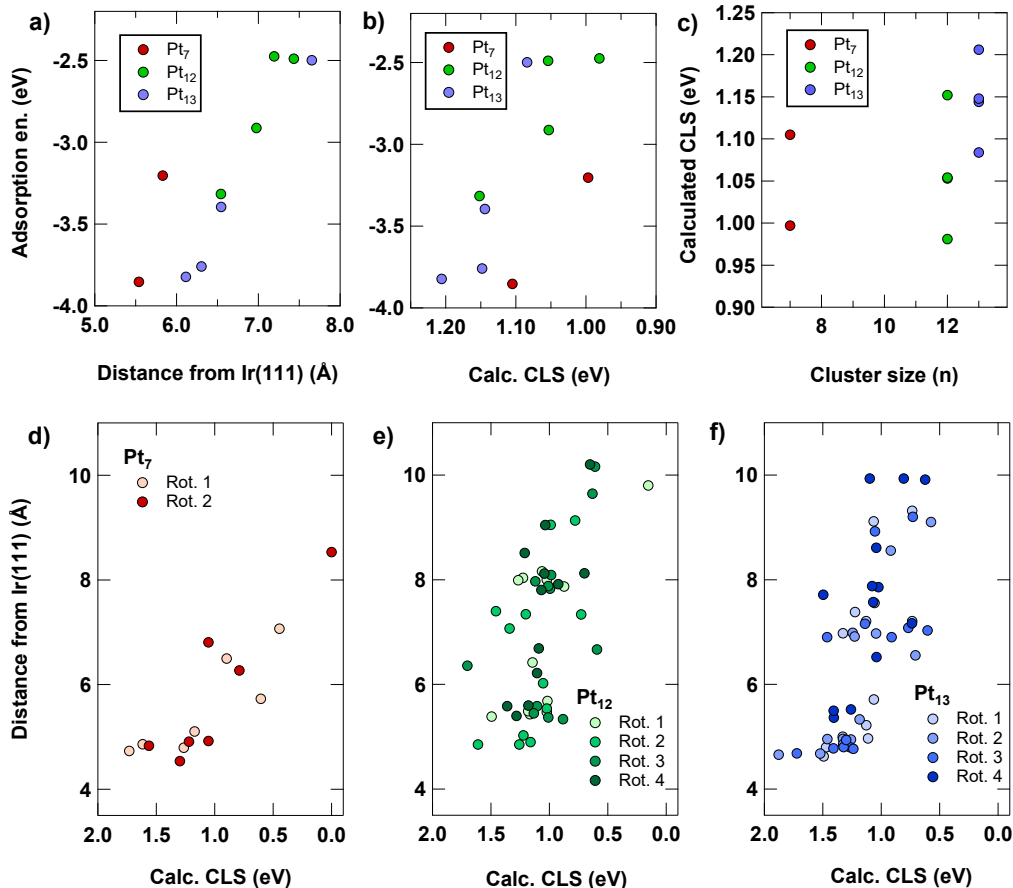 a)
Pt7
Pt12
Pt13
Adsorption en. (eV)
-2.5
-3.0
-3.5
-4.0
5.0 6.0 7.0 8.0
Distance from Ir(111) (Å)
b)
Pt7
Pt12
Pt13
-2.5
-3.0
-3.5
-4.0
1.20 1.10 1.00 0.90
Calc. CLS (eV)
c)
Pt7
Pt12
Pt13
Calculated CLS (eV)
1.25
1.20
1.15
1.10
1.05
1.00
0.95
0.90
8 10 12
Cluster size (n)
d)
Pt7
Rot. 1
Rot. 2
Distance from Ir(111) (Å)
10
8
6
4
2.0 1.5 1.0 0.5 0.0
Calc. CLS (eV)
e)
10
8
6
4
Pt12
Rot. 1
Rot. 2
Rot. 3
Rot. 4
2.0 1.5 1.0 0.5 0.0
Calc. CLS (eV)
f)
10
8
6
4
Pt13
Rot. 1
Rot. 2
Rot. 3
Rot. 4
2.0 1.5 1.0 0.5 0.0
Calc. CLS (eV)